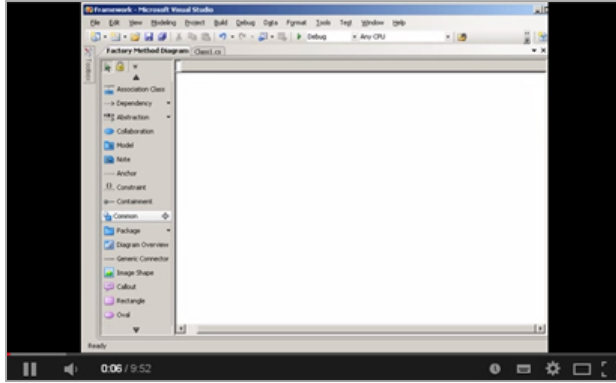 Framework - Microsoft Visual Studio
File Edit View Modeling Project Build Debug Data Format Tools Test Window Help
Debug Any CPU
Factory Method Diagram Class1.cs
Toolbox
Association Class
Dependency
Abstraction
Collaboration
Model
Note
Anchor
Constraint
Containment
Common
Package
Diagram Overview
Generic Connector
Image Shape
Callout
Rectangle
Oval
Ready
0:06 / 9:52